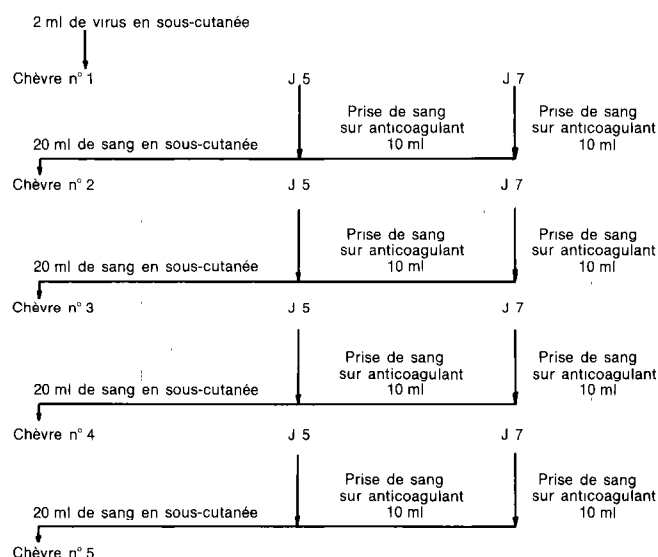 2 ml de virus en sous-cutanée
Chèvre n° 1 J 5 J 7
Prise de sang Prise de sang
sur anticoagulant sur anticoagulant
20 ml de sang en sous-cutanée 10 ml 10 ml
Chèvre n° 2 J 5 J 7
Prise de sang Prise de sang
sur anticoagulant sur anticoagulant
20 ml de sang en sous-cutanée 10 ml 10 ml
Chèvre n° 3 J 5 J 7
Prise de sang Prise de sang
sur anticoagulant sur anticoagulant
20 ml de sang en sous-cutanée 10 ml 10 ml
Chèvre n° 4 J 5 J 7
Prise de sang Prise de sang
sur anticoagulant sur anticoagulant
20 ml de sang en sous-cutanée 10 ml 10 ml
Chèvre n° 5